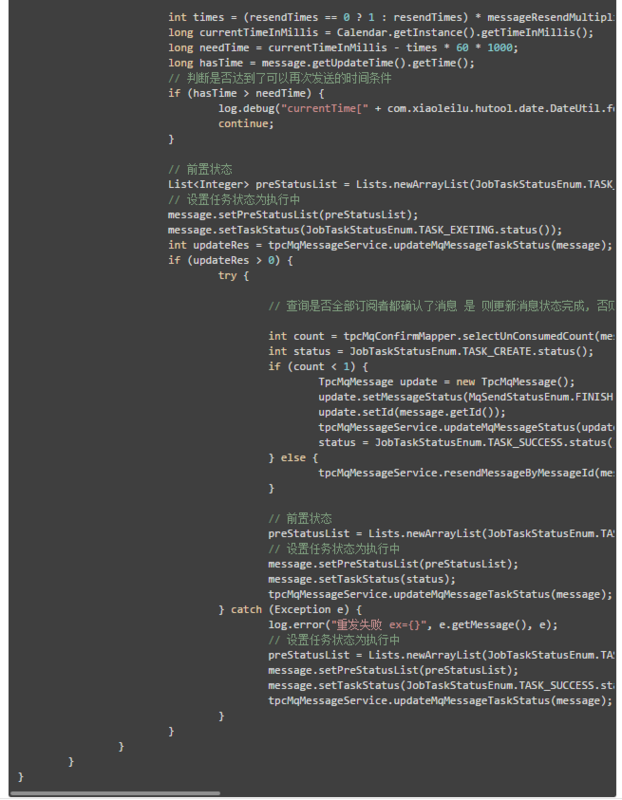 int times = (resendTimes == 0 ? 1 : resendTimes) * messageResendMultipl
long currentTimeInMillis = Calendar.getInstance().getTimeInMillis();
long needTime = currentTimeInMillis - times * 60 * 1000;
long hasTime = message.getUpdateTime().getTime();
// 判断是否达到了可以再次发送的时间条件
if (hasTime > needTime) {
log.debug("currentTime[" + com.xiaoleilu.hutool.date.DateUtil.fo
continue;
}
// 前置状态
List<Integer> preStatusList = Lists.newArrayList(JobTaskStatusEnum.TASK_
// 设置任务状态为执行中
message.setPreStatusList(preStatusList);
message.setTaskStatus(JobTaskStatusEnum.TASK_EXETING.status());
int updateRes = tpcMqMessageService.updateMqMessageTaskStatus(message);
if (updateRes > 0) {
try {
// 查询是否全部订阅者都确认了消息 是 则更新消息状态完成, 否则
int count = tpcMqConfirmMapper.selectUnConsumedCount(mes
int status = JobTaskStatusEnum.TASK_CREATE.status();
if (count < 1) {
TpcMqMessage update = new TpcMqMessage();
update.setMessageStatus(MqSendStatusEnum.FINISH
update.setId(message.getId());
tpcMqMessageService.updateMqMessageStatus(updat
status = JobTaskStatusEnum.TASK_SUCCESS.status(
} else {
tpcMqMessageService.resendMessageByMessageId(mes
}
// 前置状态
preStatusList = Lists.newArrayList(JobTaskStatusEnum.TAS
// 设置任务状态为执行中
message.setPreStatusList(preStatusList);
message.setTaskStatus(status);
tpcMqMessageService.updateMqMessageTaskStatus(message);
} catch (Exception e) {
log.error("重发失败 ex={}", e.getMessage(), e);
// 设置任务状态为执行中
preStatusList = Lists.newArrayList(JobTaskStatusEnum.TAS
message.setPreStatusList(preStatusList);
message.setTaskStatus(JobTaskStatusEnum.TASK_SUCCESS.sta
tpcMqMessageService.updateMqMessageTaskStatus(message);
}
}
}
}
}